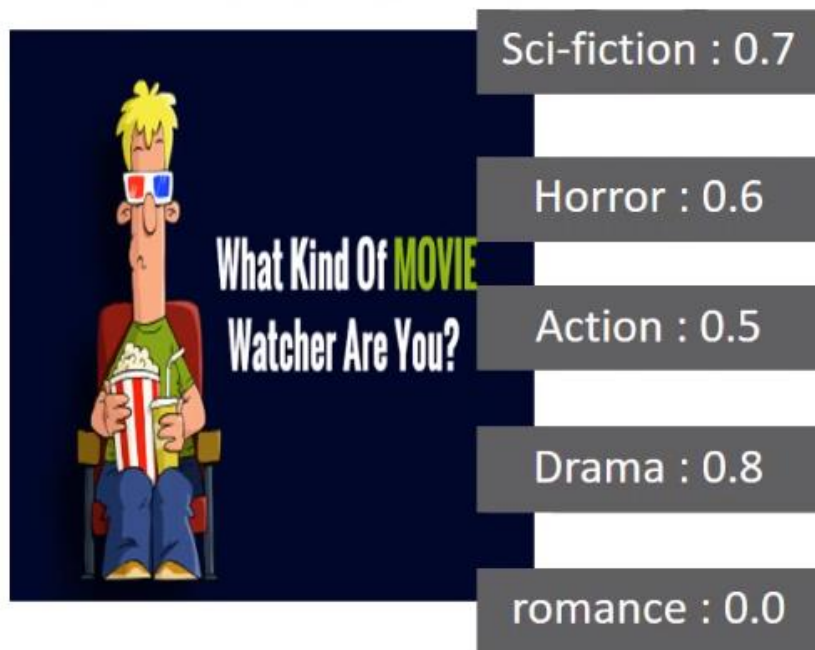 What Kind Of MOVIE
Watcher Are You?
Sci-fiction : 0.7
Horror : 0.6
Action : 0.5
Drama : 0.8
romance : 0.0